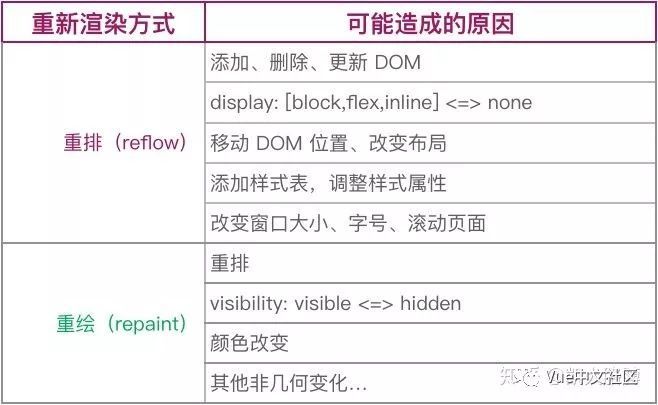 重新渲染方式
可能造成的原因
重排（reflow）
添加、删除、更新 DOM
display: [block,flex,inline] <=> none
移动 DOM 位置、改变布局
添加样式表，调整样式属性
改变窗口大小、字号、滚动页面
重绘（repaint）
重排
visibility: visible <=> hidden
颜色改变
其他非几何变化...
Vue中文社区